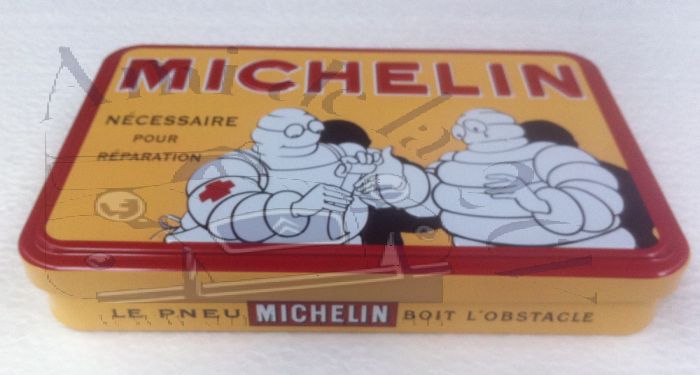 MICHELIN
NÉCESSAIRE
POUR
RÉPARATION
LE PNEU MICHELIN BOIT L'OBSTACLE